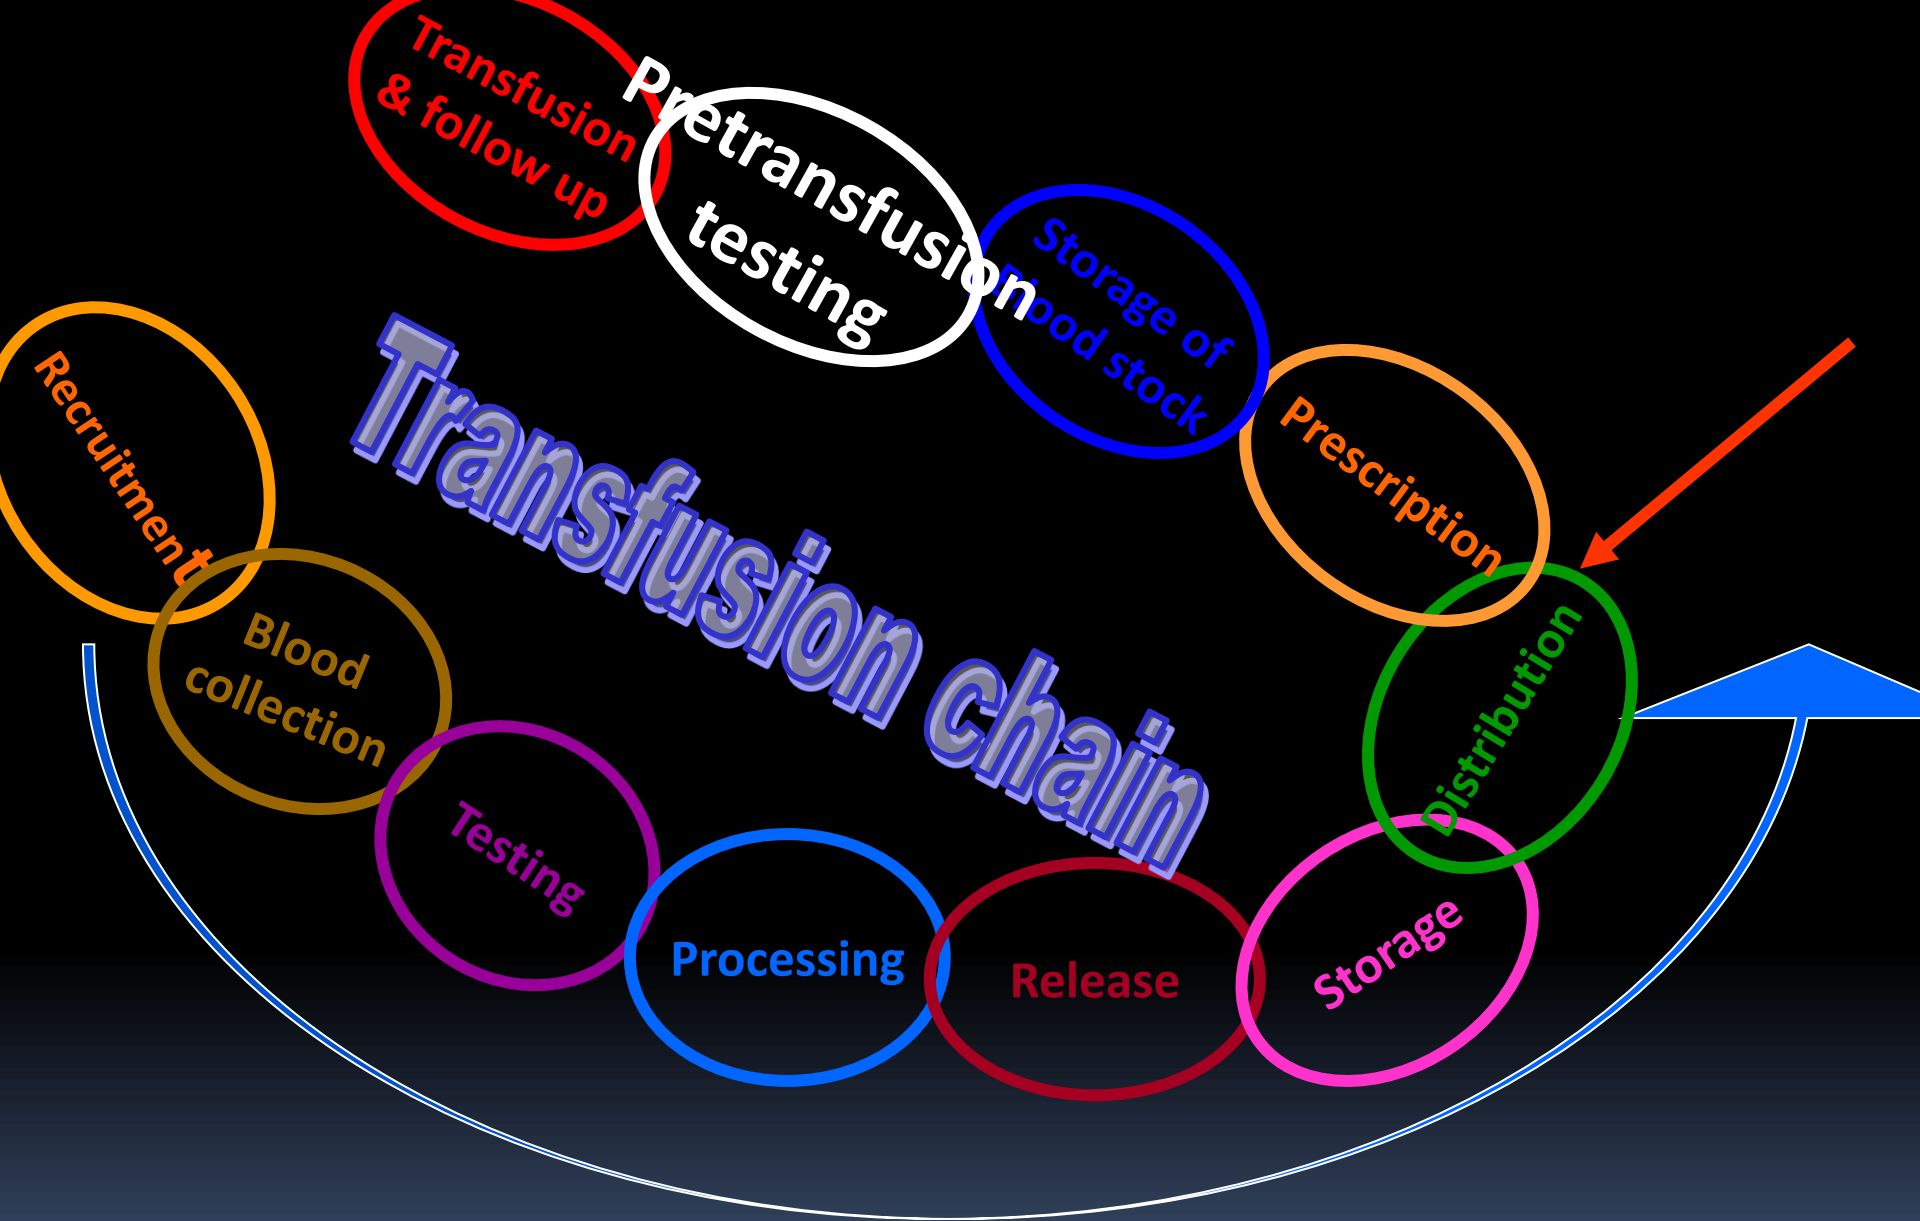 Transfusion
& follow up
Pretransfusion
testing
Storage of
Blood stock
Prescription
Recruitment
Transfusion chain
Blood
collection
Distribution
Testing
Processing
Release
Storage